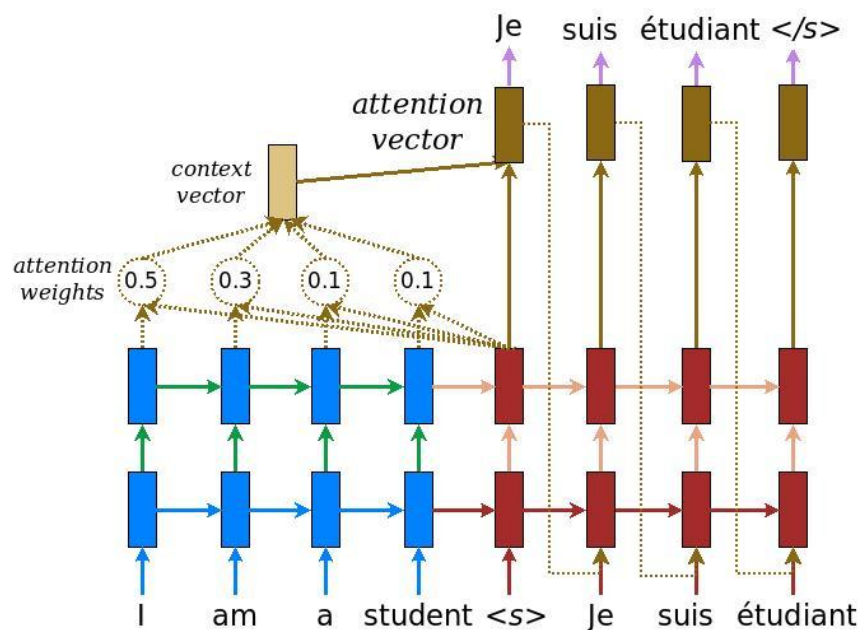 Je suis étudiant </s>
attention
vector
context
vector
attention
weights
0.5 0.3 0.1 0.1
I am a student <s> Je suis étudiant